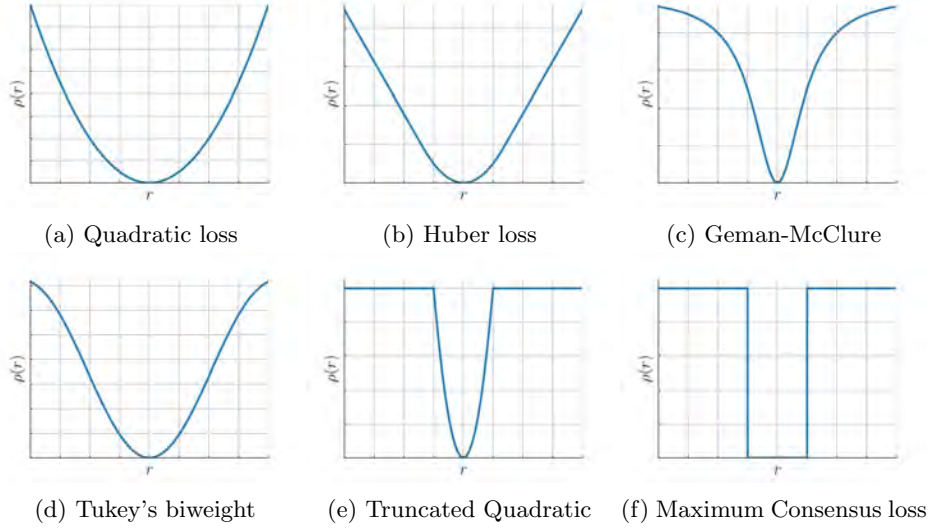 ρ(r) ρ(r) ρ(r)
r r r
(a) Quadratic loss (b) Huber loss (c) Geman-McClure
ρ(r) ρ(r) ρ(r)
r r r
(d) Tukey's biweight (e) Truncated Quadratic (f) Maximum Consensus loss